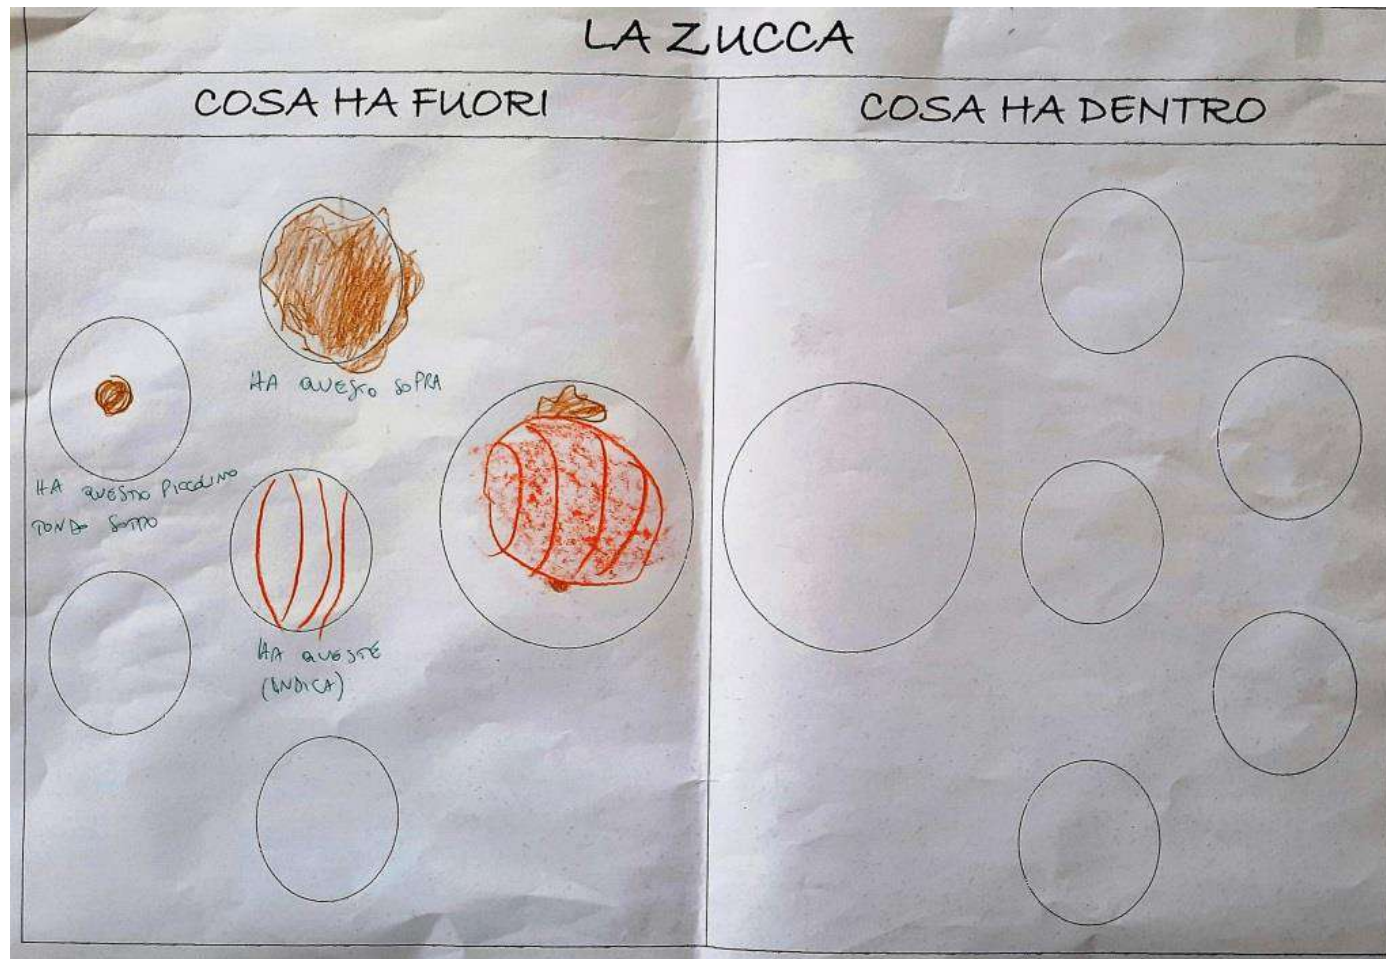 LA ZUCCA
COSA HA FUORI
COSA HA DENTRO
HA QUESTO SOPRA
HA QUESTO PICCOLINO
TONDO SOTTO
HA QUESTE
(INDICA)